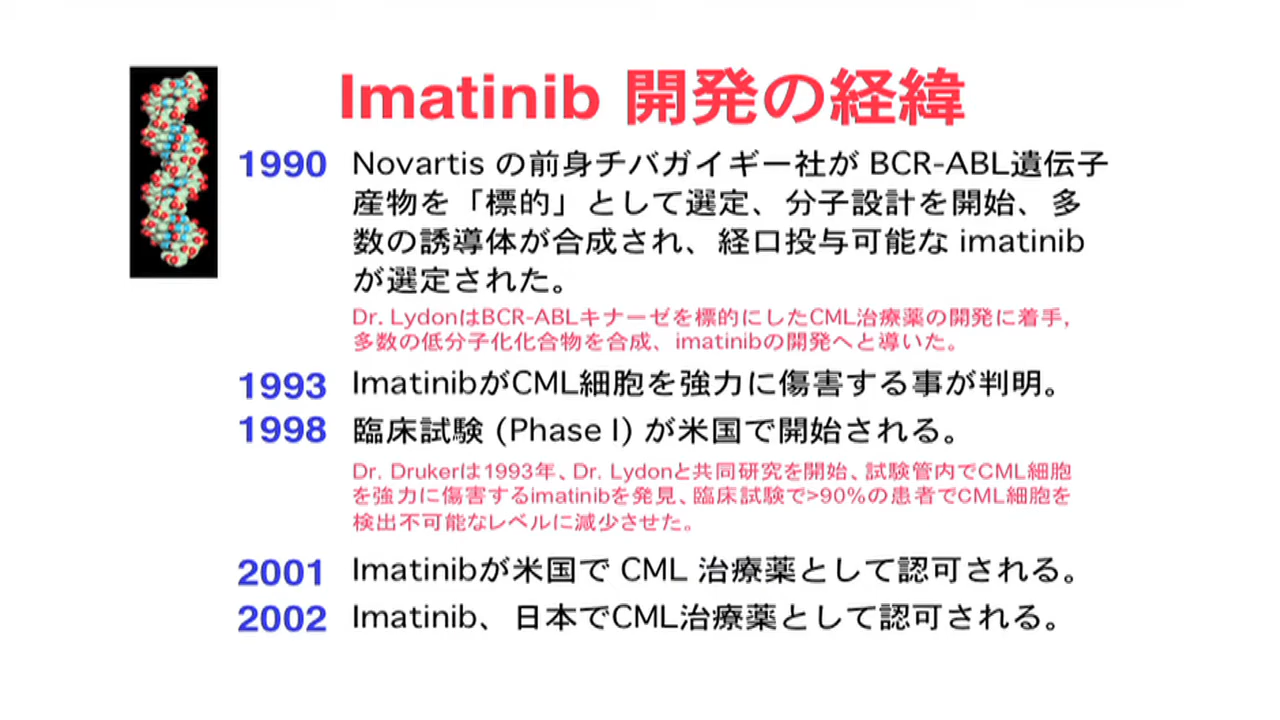 Imatinib 開発の経緯
1990 Novartis の前身チバガイギー社が BCR-ABL遺伝子
産物を「標的」として選定、分子設計を開始、多
数の誘導体が合成され、経口投与可能な imatinib
が選定された。
Dr. LydonはBCR-ABLキナーゼを標的にしたCML治療薬の開発に着手,
多数の低分子化化合物を合成、imatinibの開発へと導いた。
1993 ImatinibがCML細胞を強力に傷害する事が判明。
1998 臨床試験 (Phase I) が米国で開始される。
Dr. Drukerは1993年、Dr. Lydonと共同研究を開始、試験管内でCML細胞
を強力に傷害するimatinibを発見、臨床試験で>90%の患者でCML細胞を
検出不可能なレベルに減少させた。
2001 Imatinibが米国で CML 治療薬として認可される。
2002 Imatinib、日本でCML治療薬として認可される。